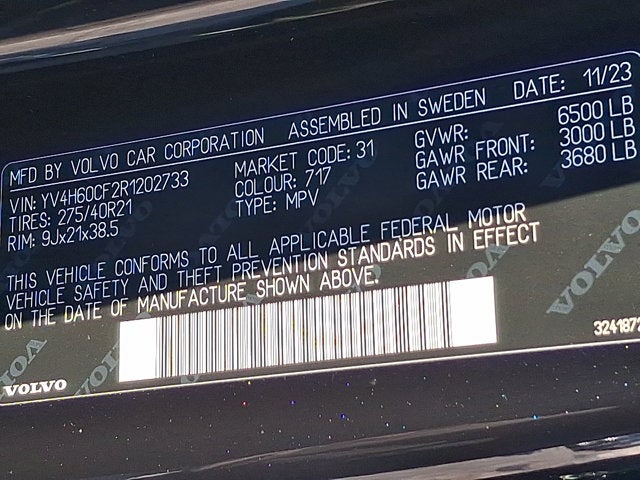 MFD BY VOLVO CAR CORPORATION ASSEMBLED IN SWEDEN DATE: 11/23
VIN: YV4H60CF2R1202733 MARKET CODE: 31 GVWR: 6500 LB
TIRES: 275/40R21 COLOUR: 717 GAWR FRONT: 3000 LB
RIM: 9Jx21x38.5 TYPE: MPV GAWR REAR: 3680 LB
THIS VEHICLE CONFORMS TO ALL APPLICABLE FEDERAL MOTOR
VEHICLE SAFETY AND THEFT PREVENTION STANDARDS IN EFFECT
ON THE DATE OF MANUFACTURE SHOWN ABOVE.
VOLVO
VOLVO
3241872